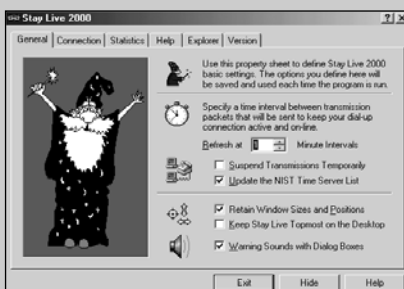 Stay Live 2000
General Connection Statistics Help Explorer Version
Use this property sheet to define Stay Live 2000
basic settings. The options you define here will
be saved and used each time the program is run.
Specify a time interval between transmission
packets that will be sent to keep your dial-up
connection active and on-line.
Refresh at Minute Intervals
Suspend Transmissions Temporarily
Update the NIST Time Server List
Retain Window Sizes and Positions
Keep Stay Live Topmost on the Desktop
Warning Sounds with Dialog Boxes
Exit Hide Help